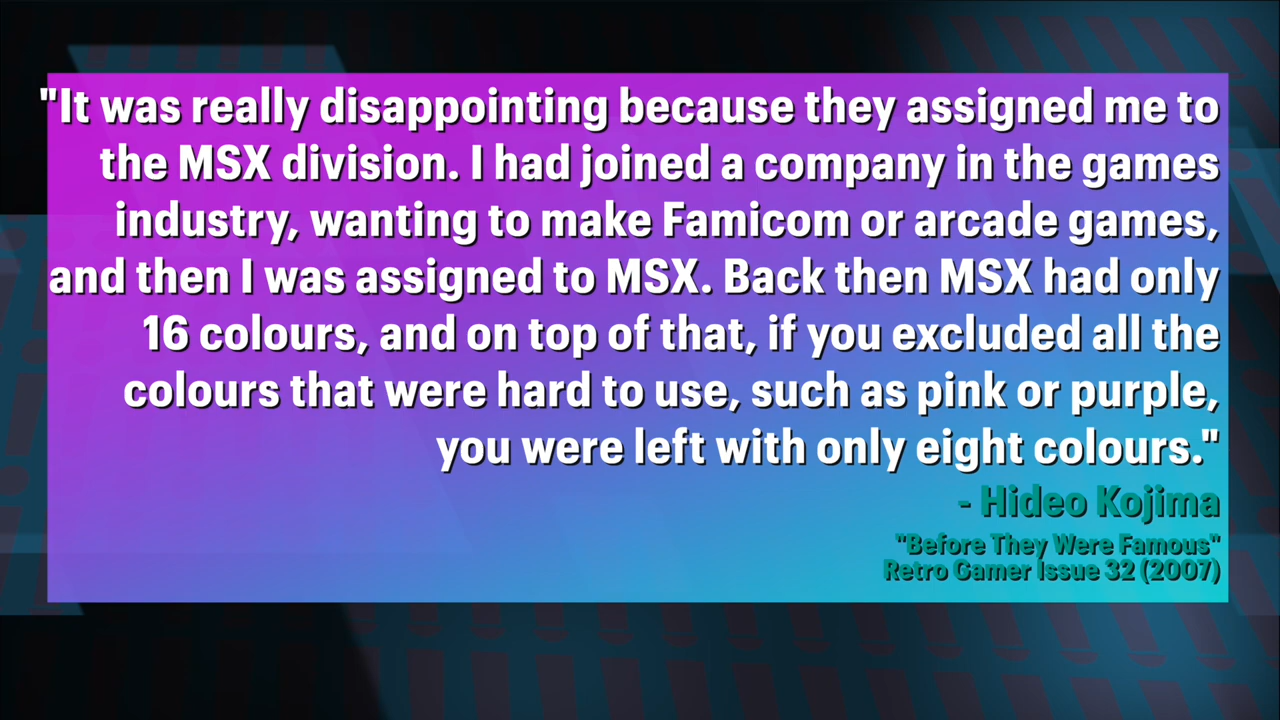 "It was really disappointing because they assigned me to
the MSX division. I had joined a company in the games
industry, wanting to make Famicom or arcade games,
and then I was assigned to MSX. Back then MSX had only
16 colours, and on top of that, if you excluded all the
colours that were hard to use, such as pink or purple,
you were left with only eight colours."
- Hideo Kojima
"Before They Were Famous"
Retro Gamer Issue 32 (2007)